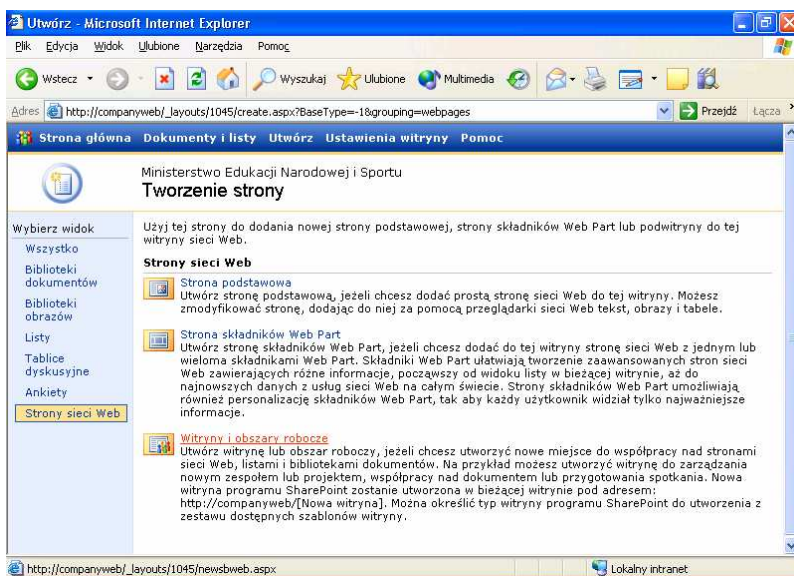 Utwórz - Microsoft Internet Explorer
Plik Edycja Widok Ulubione Narzędzia Pomoc
Wstecz Wyszukaj Ulubione Multimedia
Adres http://companyweb/_layouts/1045/create.aspx?BaseType=-1&grouping=webpages Przejdź Łącza
Strona główna Dokumenty i listy Utwórz Ustawienia witryny Pomoc
Ministerstwo Edukacji Narodowej i Sportu
Tworzenie strony
Wybierz widok
Wszystko
Biblioteki
dokumentów
Biblioteki
obrazów
Listy
Tablice
dyskusyjne
Ankiety
Strony sieci Web
Użyj tej strony do dodania nowej strony podstawowej, strony składników Web Part lub podwitryny do tej
witryny sieci Web.
Strony sieci Web
Strona podstawowa
Utwórz stronę podstawową, jeżeli chcesz dodać prostą stronę sieci Web do tej witryny. Możesz
zmodyfikować stronę, dodając do niej za pomocą przeglądarki sieci Web tekst, obrazy i tabele.
Strona składników Web Part
Utwórz stronę składników Web Part, jeżeli chcesz dodać do tej witryny stronę sieci Web z jednym lub
wieloma składnikami Web Part. Składniki Web Part ułatwiają tworzenie zaawansowanych stron sieci
Web zawierających różne informacje, począwszy od widoku listy w bieżącej witrynie, aż do
najnowszych danych z usług sieci Web na całym świecie. Strony składników Web Part umożliwiają
również personalizację składników Web Part, tak aby każdy użytkownik widział tylko najważniejsze
informacje.
Witryny i obszary robocze
Utwórz witrynę lub obszar roboczy, jeżeli chcesz utworzyć nowe miejsce do współpracy nad stronami
sieci Web, listami i bibliotekami dokumentów. Na przykład możesz utworzyć witrynę do zarządzania
nowym zespołem lub projektem, współpracy nad dokumentem lub przygotowania spotkania. Nowa
witryna programu SharePoint zostanie utworzona w bieżącej witrynie pod adresem:
http://companyweb/[Nowa witryna]. Można określić typ witryny programu SharePoint do utworzenia z
zestawu dostępnych szablonów witryny.
http://companyweb/_layouts/1045/newsbweb.aspx Lokalny intranet